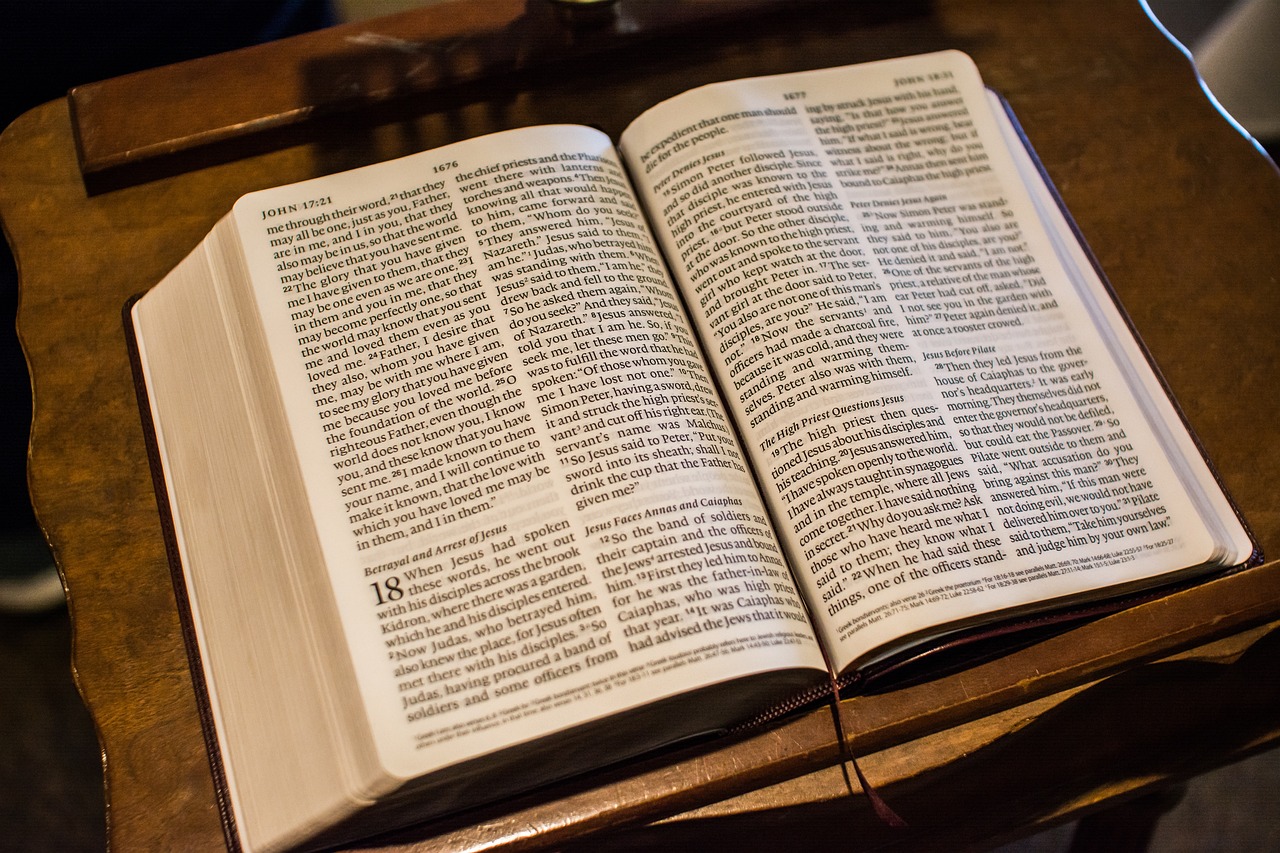 JOHN 17:21
1676
me through their word, 21 that they
may all be one, just as you, Father,
are in me, and I in you, so that they
also may be in us, so that the world
may believe that you have sent me.
22 The glory that you have given
me I have given to them, that they
may be one even as we are one, 23 I
in them and you in me, that they
may become perfectly one, so that
the world may know that you sent
me and loved them even as you
loved me. 24 Father, I desire that
they also, whom you have given
me, may be with me where I am,
to see my glory that you have given
me because you loved me before
the foundation of the world. 25 O
righteous Father, even though the
world does not know you, I know
you, and these know that you have
sent me. 26 I made known to them
your name, and I will continue to
make it known, that the love with
which you have loved me may be
in them, and I in them."
Betrayal and Arrest of Jesus
18 When Jesus had spoken
these words, he went out
with his disciples across the brook
Kidron, where there was a garden,
which he and his disciples entered.
2 Now Judas, who betrayed him,
also knew the place, for Jesus often
met there with his disciples. 3 So
Judas, having procured a band of
soldiers and some officers from
the chief priests and the Pharisees,
went there with lanterns and
torches and weapons. 4 Then Jesus,
knowing all that would happen
to him, came forward and said
to them, "Whom do you seek?"
5 They answered him, "Jesus of
Nazareth." Jesus said to them, "I
am he." Judas, who betrayed him,
was standing with them. 6 When
Jesus said to them, "I am he," they
drew back and fell to the ground.
7 So he asked them again, "Whom
do you seek?" And they said, "Jesus
of Nazareth." 8 Jesus answered, "I
told you that I am he. So, if you
seek me, let these men go." 9 This
was to fulfill the word that he had
spoken: "Of those whom you gave
me I have lost not one." 10 Then
Simon Peter, having a sword, drew
it and struck the high priest's ser-
vant and cut off his right ear. (The
servant's name was Malchus.)
11 So Jesus said to Peter, "Put your
sword into its sheath; shall I not
drink the cup that the Father has
given me?"
Jesus Faces Annas and Caiaphas
12 So the band of soldiers and
their captain and the officers of
the Jews arrested Jesus and bound
him. 13 First they led him to Annas,
for he was the father-in-law of
Caiaphas, who was high priest
that year. 14 It was Caiaphas who
had advised the Jews that it would
1677
JOHN 18:31
be expedient that one man should
die for the people.
Peter Denies Jesus
15 Simon Peter followed Jesus,
and so did another disciple. Since
that disciple was known to the
high priest, he entered with Jesus
into the courtyard of the high
priest, 16 but Peter stood outside
at the door. So the other disciple,
who was known to the high priest,
went out and spoke to the servant
girl who kept watch at the door,
and brought Peter in. 17 The ser-
vant girl at the door said to Peter,
"You also are not one of this man's
disciples, are you?" He said, "I am
not." 18 Now the servants and
officers had made a charcoal fire,
because it was cold, and they were
standing and warming them-
selves. Peter also was with them,
standing and warming himself.
The High Priest Questions Jesus
19 The high priest then ques-
tioned Jesus about his disciples and
his teaching. 20 Jesus answered him,
"I have spoken openly to the world.
I have always taught in synagogues
and in the temple, where all Jews
come together. I have said nothing
in secret. 21 Why do you ask me? Ask
those who have heard me what I
said to them; they know what I
said." 22 When he had said these
things, one of the officers stand-
ing by struck Jesus with his hand,
saying, "Is that how you answer
the high priest?" 23 Jesus answered
him, "If what I said is wrong, bear
witness about the wrong; but if
what I said is right, why do you
strike me?" 24 Annas then sent him
bound to Caiaphas the high priest.
Peter Denies Jesus Again
25 Now Simon Peter was stand-
ing and warming himself. So
they said to him, "You also are
not one of his disciples, are you?"
He denied it and said, "I am not."
26 One of the servants of the high
priest, a relative of the man whose
ear Peter had cut off, asked, "Did
I not see you in the garden with
him?" 27 Peter again denied it, and
at once a rooster crowed.
Jesus Before Pilate
28 Then they led Jesus from the
house of Caiaphas to the gover-
nor's headquarters. It was early
morning. They themselves did not
enter the governor's headquarters,
so that they would not be defiled,
but could eat the Passover. 29 So
Pilate went outside to them and
said, "What accusation do you
bring against this man?" 30 They
answered him, "If this man were
not doing evil, we would not have
delivered him over to you." 31 Pilate
said to them, "Take him yourselves
and judge him by your own law."